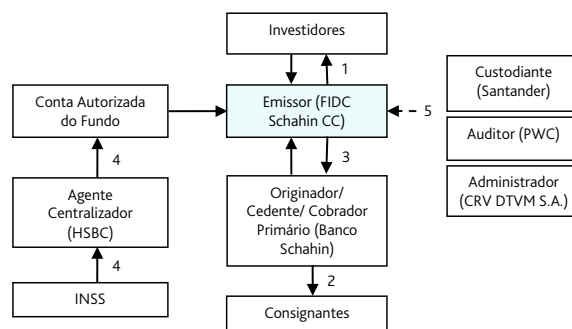 Investidores
1
Conta Autorizada
do Fundo
Emissor (FIDC
Schahin CC)
5
Custodiante
(Santander)
Auditor (PWC)
Administrador
(CRV DTVM S.A.)
4
3
Agente
Centralizador
(HSBC)
Originador/
Cedente/ Cobrador
Primário (Banco
Schahin)
4
2
INSS
Consignantes